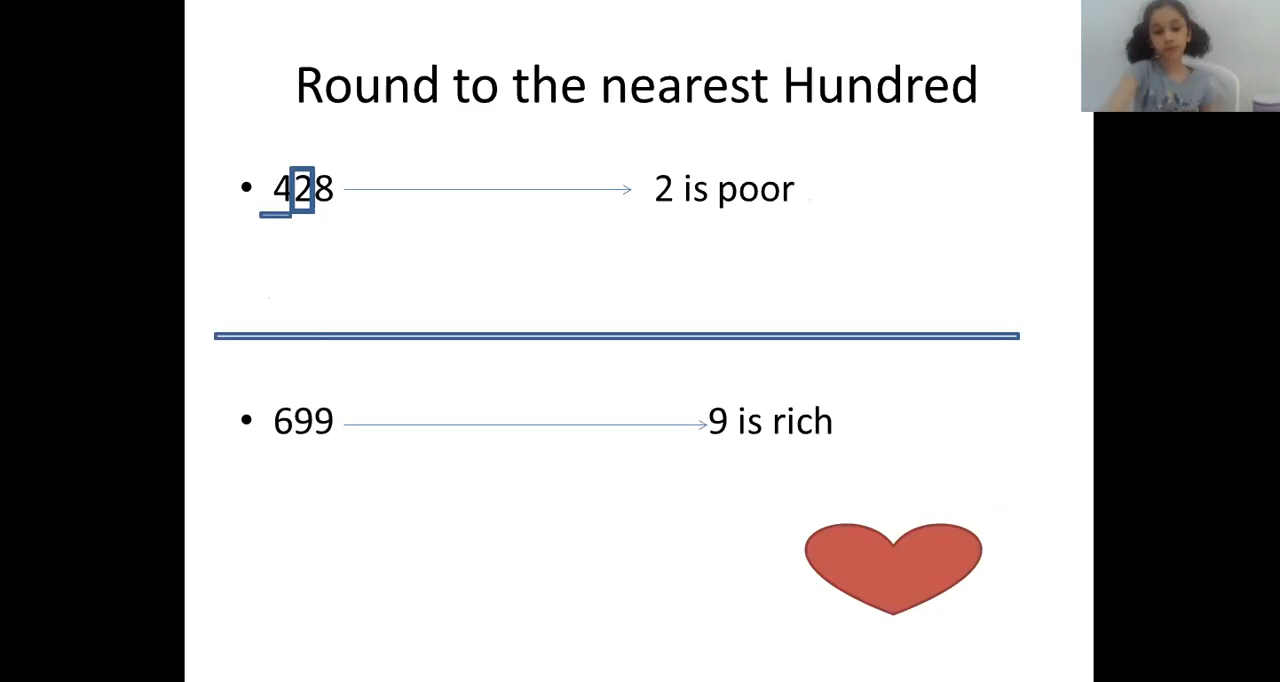 Round to the nearest Hundred
• 428 2 is poor
• 699 9 is rich